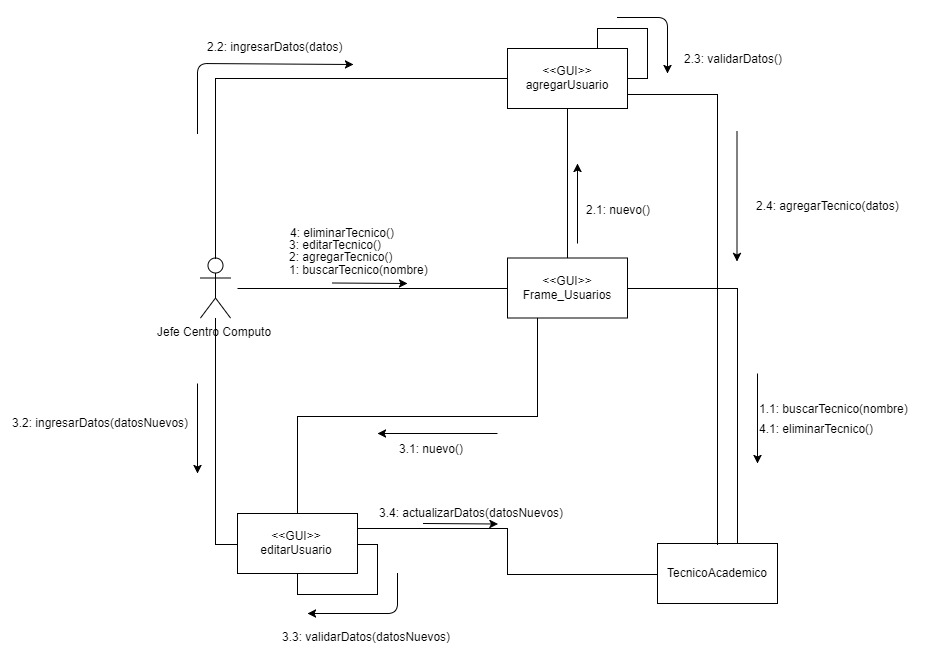 2.2: ingresarDatos(datos)
2.3: validarDatos()
<<GUI>>
agregarUsuario
2.1: nuevo()
2.4: agregarTecnico(datos)
4: eliminarTecnico()
3: editarTecnico()
2: agregarTecnico()
1: buscarTecnico(nombre)
<<GUI>>
Frame_Usuarios
Jefe Centro Computo
1.1: buscarTecnico(nombre)
4.1: eliminarTecnico()
3.2: ingresarDatos(datosNuevos)
3.1: nuevo()
3.4: actualizarDatos(datosNuevos)
<<GUI>>
editarUsuario
TecnicoAcademico
3.3: validarDatos(datosNuevos)